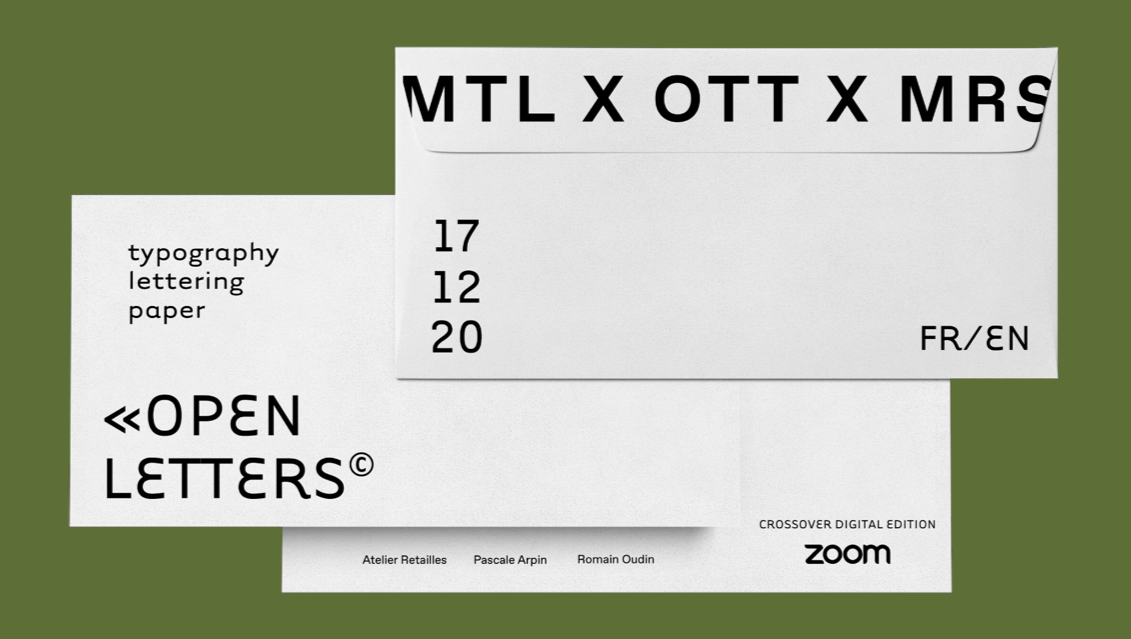 MTL X OTT X MRS
17
12
20
FR/EN
typography
lettering
paper
«OPEN
LETTERS©
CROSSOVER DIGITAL EDITION
zoom
Atelier Retailles Pascale Arpin Romain Oudin